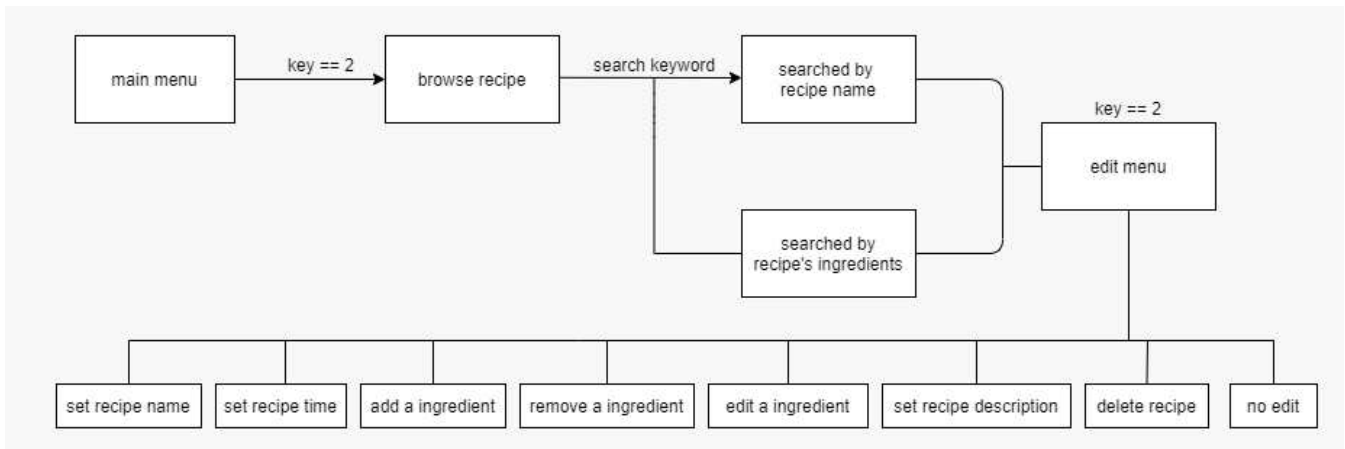 main menu
key == 2
browse recipe
search keyword
searched by
recipe name
searched by
recipe's ingredients
key == 2
edit menu
set recipe name
set recipe time
add a ingredient
remove a ingredient
edit a ingredient
set recipe description
delete recipe
no edit